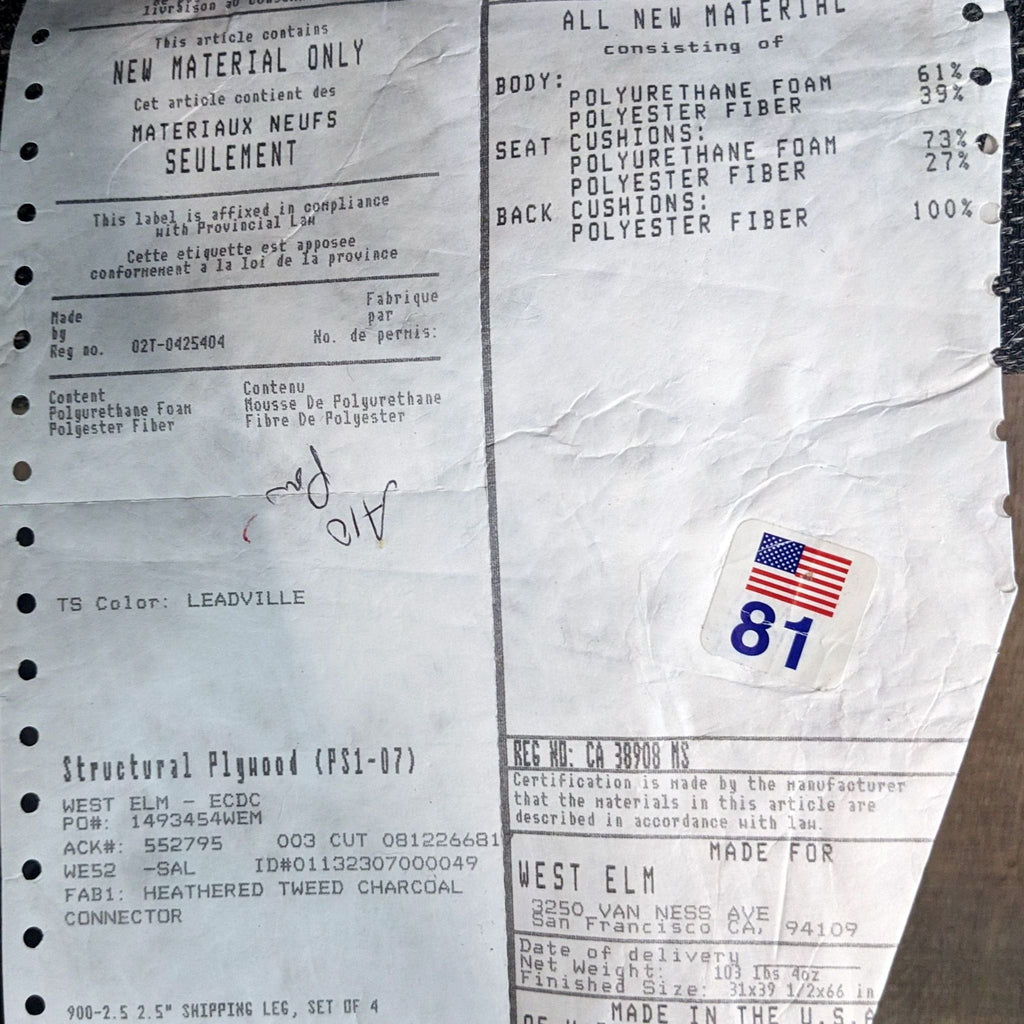 livraison au
This article contains
NEW MATERIAL ONLY
Cet article contient des
MATERIAUX NEUFS
SEULEMENT
This label is affixed in compliance
with Provincial Law
Cette etiquette est apposee
conformement a la loi de la province
Made
by
Reg no. 02T-0425404
Fabrique
par
No. de permis:
Content
Polyurethane Foam
Polyester Fiber
Contenu
Mousse De Polyurethane
Fibre De Polyester
TS Color: LEADVILLE
Structural Plywood (PS1-07)
WEST ELM - ECDC
PO#: 1493454WEM
ACK#: 552795 003 CUT 081226681
WE52 -SAL ID#01132307000049
FAB1: HEATHERED TWEED CHARCOAL
CONNECTOR
900-2.5 2.5" SHIPPING LEG, SET OF 4
ALL NEW MATERIAL
consisting of
BODY:
POLYURETHANE FOAM 61%
POLYESTER FIBER 39%
SEAT CUSHIONS:
POLYURETHANE FOAM 73%
POLYESTER FIBER 27%
BACK CUSHIONS:
POLYESTER FIBER 100%
81
REG NO: CA 38908 MS
Certification is made by the manufacturer
that the materials in this article are
described in accordance with law.
MADE FOR
WEST ELM
3250 VAN NESS AVE
San Francisco CA, 94109
Date of delivery
Net Weight: 103 lbs 4oz
Finished Size: 31x39 1/2x66 in
MADE IN THE U.S.A